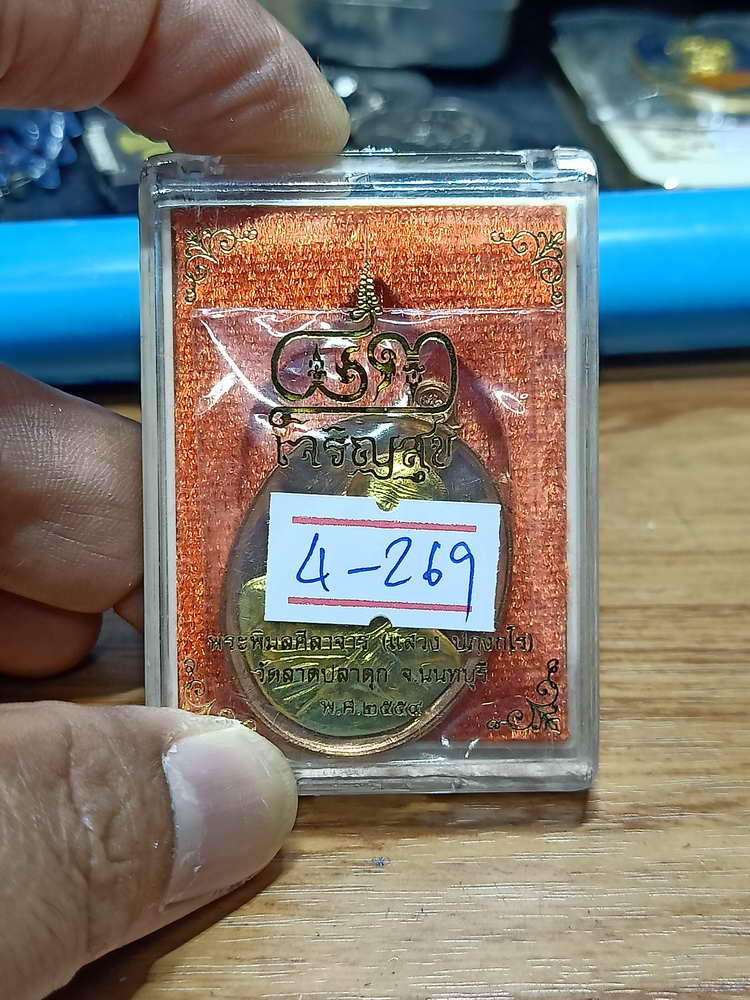 เจริญสุข
4-269
พระพิมลศีลาจาร (แสวง ปภงฺกโร)
วัดลาดปลาดุก จ.นนทบุรี
พ.ศ.๒๕๕๔